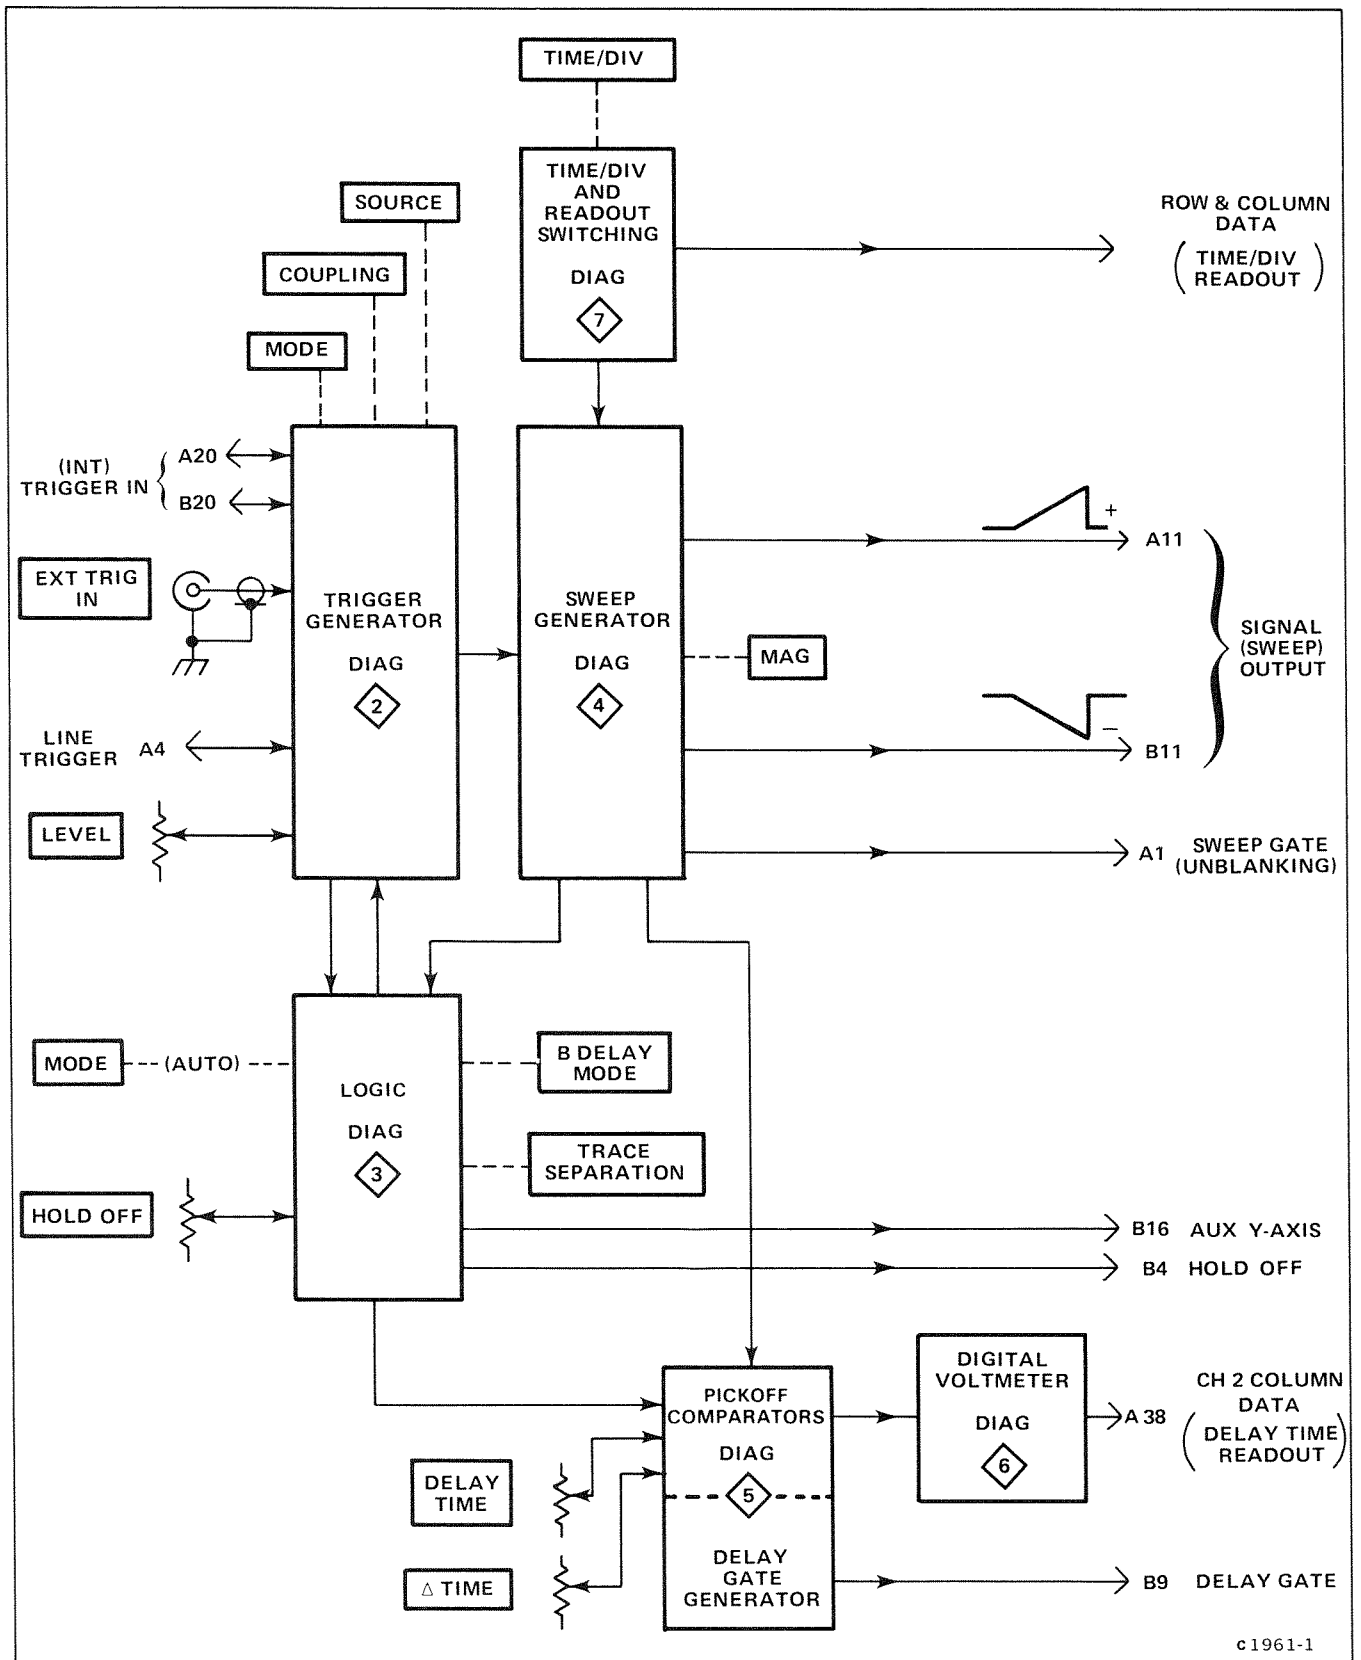 TIME/DIV
TIME/DIV
AND
READOUT
SWITCHING
DIAG
7
SOURCE
COUPLING
MODE
ROW & COLUMN
DATA
(TIME/DIV
READOUT)
(INT)
TRIGGER IN
A20
B20
EXT TRIG
IN
LINE
TRIGGER
A4
LEVEL
TRIGGER
GENERATOR
DIAG
2
SWEEP
GENERATOR
DIAG
4
MAG
+
A11
−
B11
SIGNAL
(SWEEP)
OUTPUT
A1 SWEEP GATE
(UNBLANKING)
MODE
(AUTO)
HOLD OFF
LOGIC
DIAG
3
B DELAY
MODE
TRACE
SEPARATION
B16 AUX Y-AXIS
B4 HOLD OFF
DELAY
TIME
Δ TIME
PICKOFF
COMPARATORS
DIAG
5
DELAY
GATE
GENERATOR
DIGITAL
VOLTMETER
DIAG
6
A 38
CH 2 COLUMN
DATA
(DELAY TIME
READOUT)
B9 DELAY GATE
c1961-1